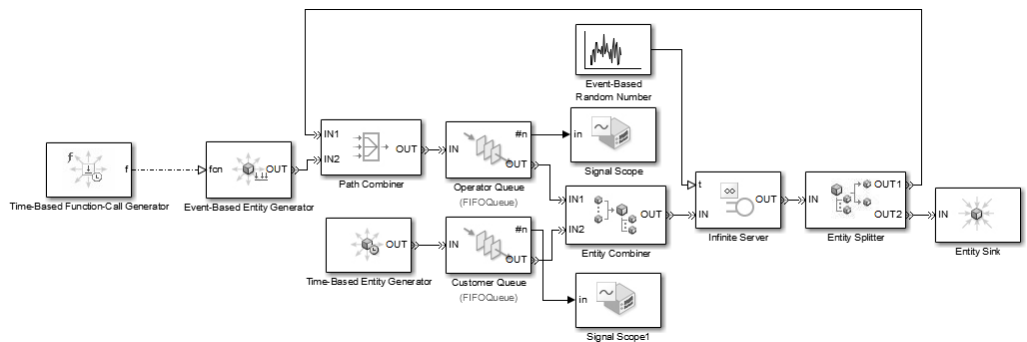 Event-Based
Random Number
IN1
IN2
OUT
Path Combiner
IN
#n
OUT
Operator Queue
(FIFOQueue)
in
Signal Scope
f
f
Time-Based Function-Call Generator
fcn
OUT
Event-Based Entity Generator
IN1
IN2
OUT
Entity Combiner
t
IN
∞
OUT
Infinite Server
IN
OUT1
OUT2
Entity Splitter
IN
Entity Sink
OUT
Time-Based Entity Generator
IN
#n
OUT
Customer Queue
(FIFOQueue)
in
Signal Scope1